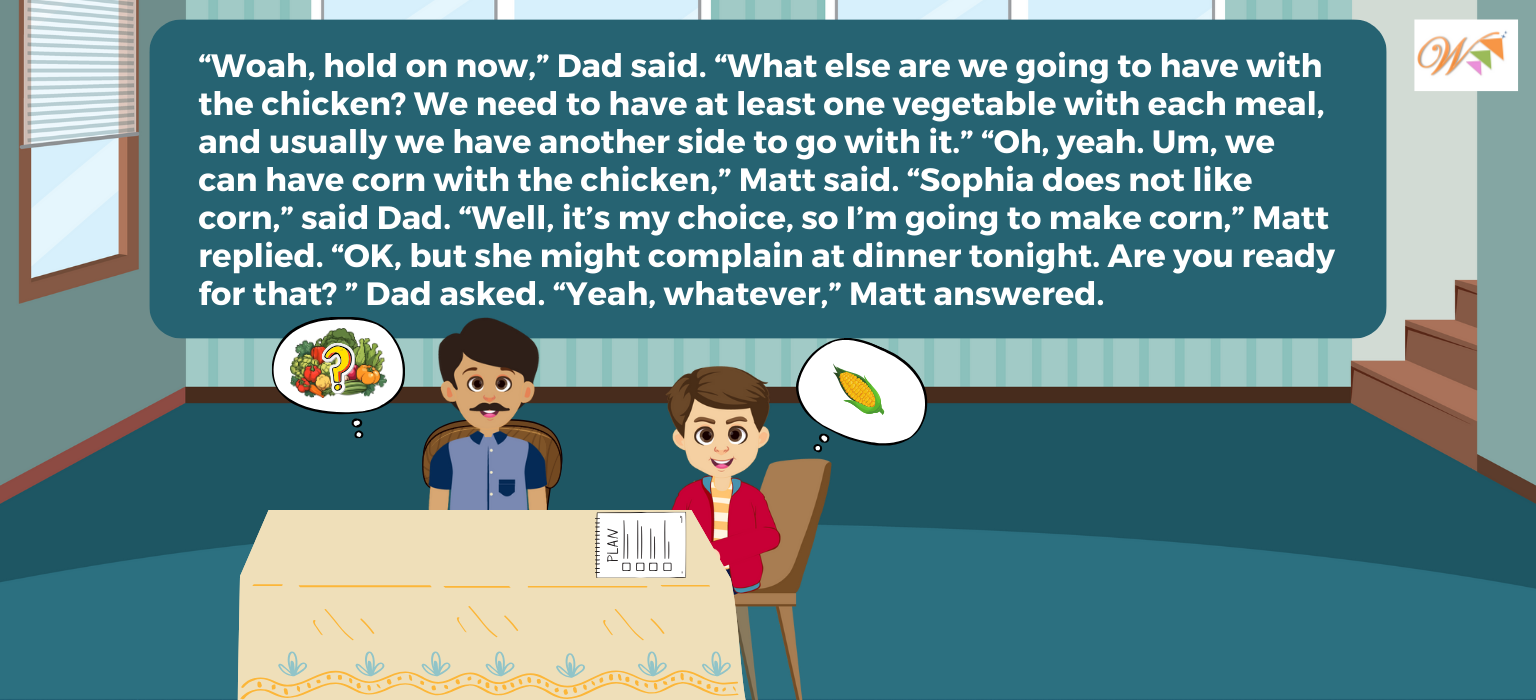 “Woah, hold on now,” Dad said. “What else are we going to have with
the chicken? We need to have at least one vegetable with each meal,
and usually we have another side to go with it.” “Oh, yeah. Um, we
can have corn with the chicken,” Matt said. “Sophia does not like
corn,” said Dad. “Well, it’s my choice, so I’m going to make corn,” Matt
replied. “OK, but she might complain at dinner tonight. Are you ready
for that? ” Dad asked. “Yeah, whatever,” Matt answered.
W
?
PLAN